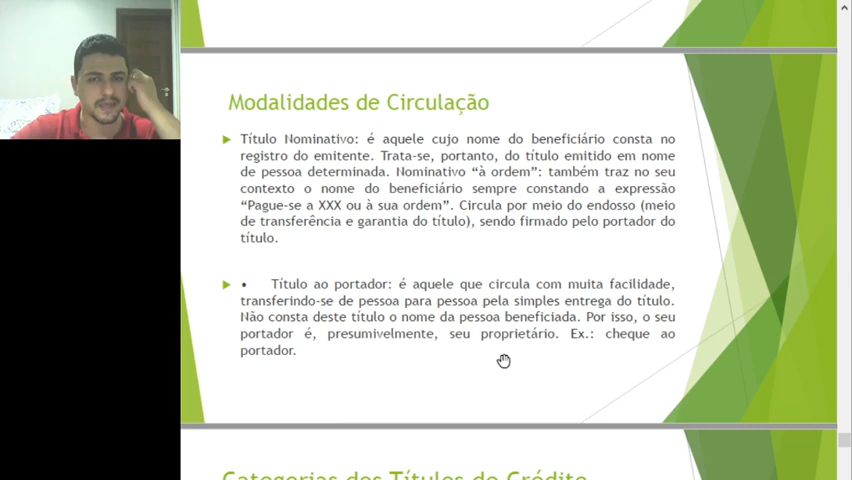 Modalidades de Circulação
Título Nominativo: é aquele cujo nome do beneficiário consta no
registro do emitente. Trata-se, portanto, do título emitido em nome
de pessoa determinada. Nominativo “à ordem”: também traz no seu
contexto o nome do beneficiário sempre constando a expressão
“Pague-se a XXX ou à sua ordem”. Circula por meio do endosso (meio
de transferência e garantia do título), sendo firmado pelo portador do
título.
• Título ao portador: é aquele que circula com muita facilidade,
transferindo-se de pessoa para pessoa pela simples entrega do título.
Não consta deste título o nome da pessoa beneficiada. Por isso, o seu
portador é, presumivelmente, seu proprietário. Ex.: cheque ao
portador.
Categorias dos Títulos de Crédito